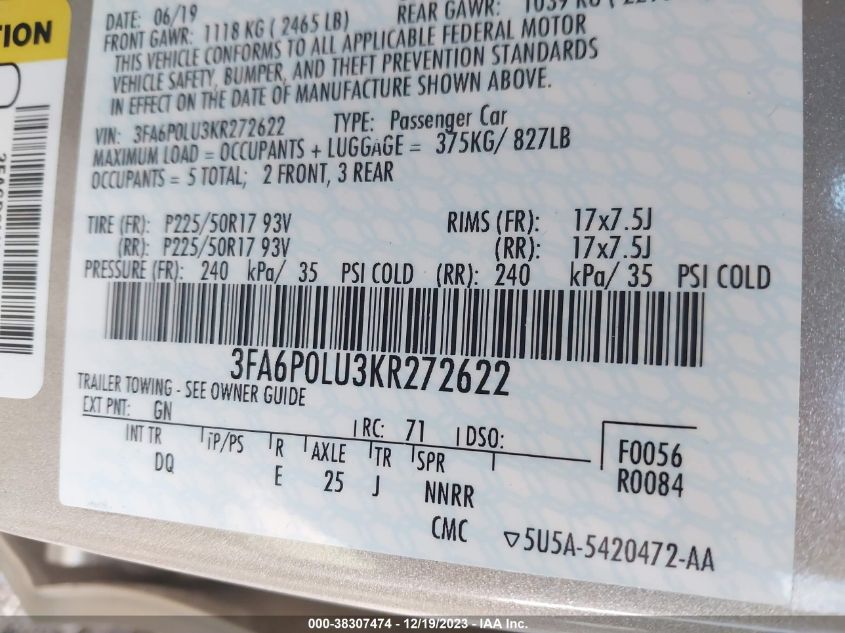 TION
DATE: 06/19
REAR GAWR:
FRONT GAWR: 1118 KG ( 2465 LB)
THIS VEHICLE CONFORMS TO ALL APPLICABLE FEDERAL MOTOR
VEHICLE SAFETY, BUMPER, AND THEFT PREVENTION STANDARDS
IN EFFECT ON THE DATE OF MANUFACTURE SHOWN ABOVE.
VIN: 3FA6P0LU3KR272622 TYPE: Passenger Car
MAXIMUM LOAD = OCCUPANTS + LUGGAGE = 375KG/ 827LB
OCCUPANTS = 5 TOTAL; 2 FRONT, 3 REAR
TIRE (FR): P225/50R17 93V RIMS (FR): 17x7.5J
(RR): P225/50R17 93V (RR): 17x7.5J
PRESSURE (FR): 240 kPa/ 35 PSI COLD (RR): 240 kPa/ 35 PSI COLD
3FA6P0LU3KR272622
TRAILER TOWING - SEE OWNER GUIDE
EXT PNT: GN RC: 71 DSO:
INT TR TP/PS R AXLE TR SPR F0056
DQ E 25 J NNRR R0084
CMC ▽5U5A-5420472-AA
000-38307474 - 12/19/2023 - IAA Inc.